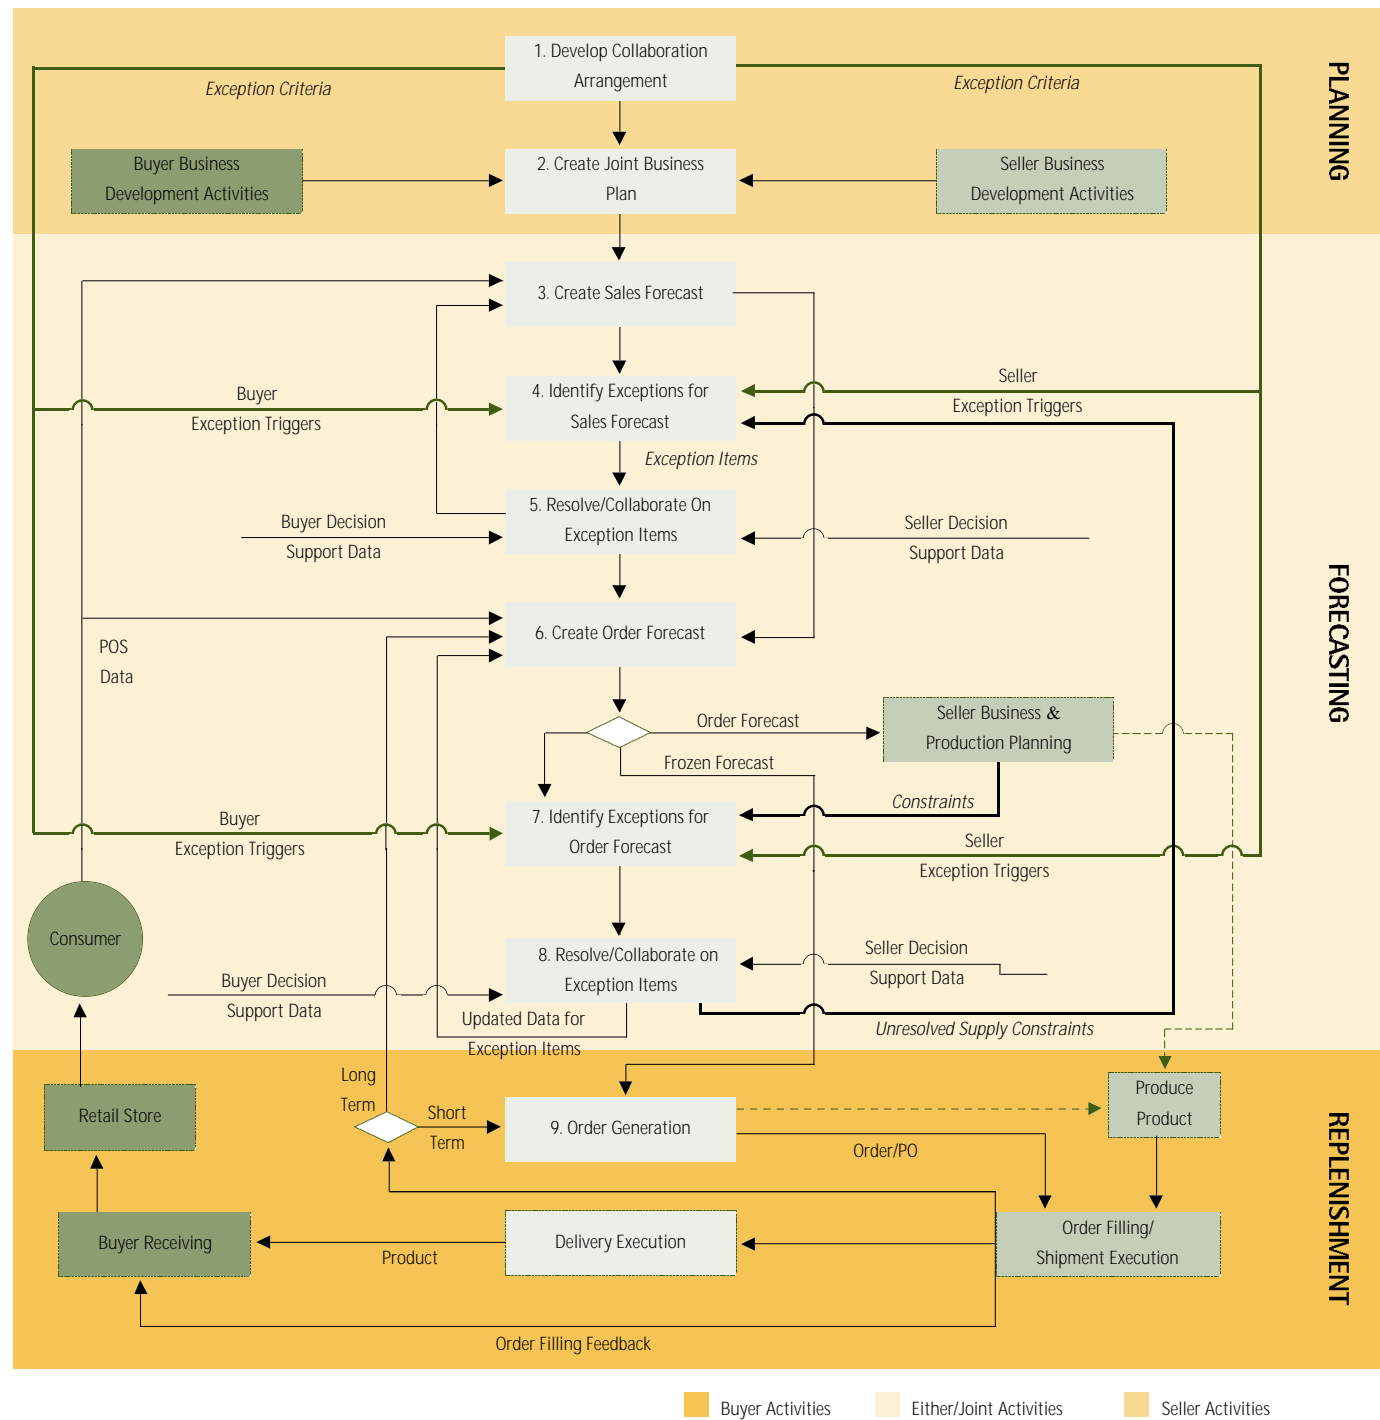 1. Develop Collaboration
Arrangement
Exception Criteria
Exception Criteria
PLANNING
Buyer Business
Development Activities
2. Create Joint Business
Plan
Seller Business
Development Activities
3. Create Sales Forecast
Buyer
Exception Triggers
4. Identify Exceptions for
Sales Forecast
Seller
Exception Triggers
Exception Items
Buyer Decision
Support Data
5. Resolve/Collaborate On
Exception Items
Seller Decision
Support Data
FORECASTING
POS
Data
6. Create Order Forecast
Order Forecast
Seller Business &
Production Planning
Frozen Forecast
Constraints
Buyer
Exception Triggers
7. Identify Exceptions for
Order Forecast
Seller
Exception Triggers
Consumer
8. Resolve/Collaborate on
Exception Items
Seller Decision
Support Data
Buyer Decision
Support Data
Updated Data for
Exception Items
Unresolved Supply Constraints
Long
Term
Short
Term
9. Order Generation
Produce
Product
Retail Store
Order/PO
REPLENISHMENT
Buyer Receiving
Product
Delivery Execution
Order Filling/
Shipment Execution
Order Filling Feedback
Buyer Activities
Either/Joint Activities
Seller Activities